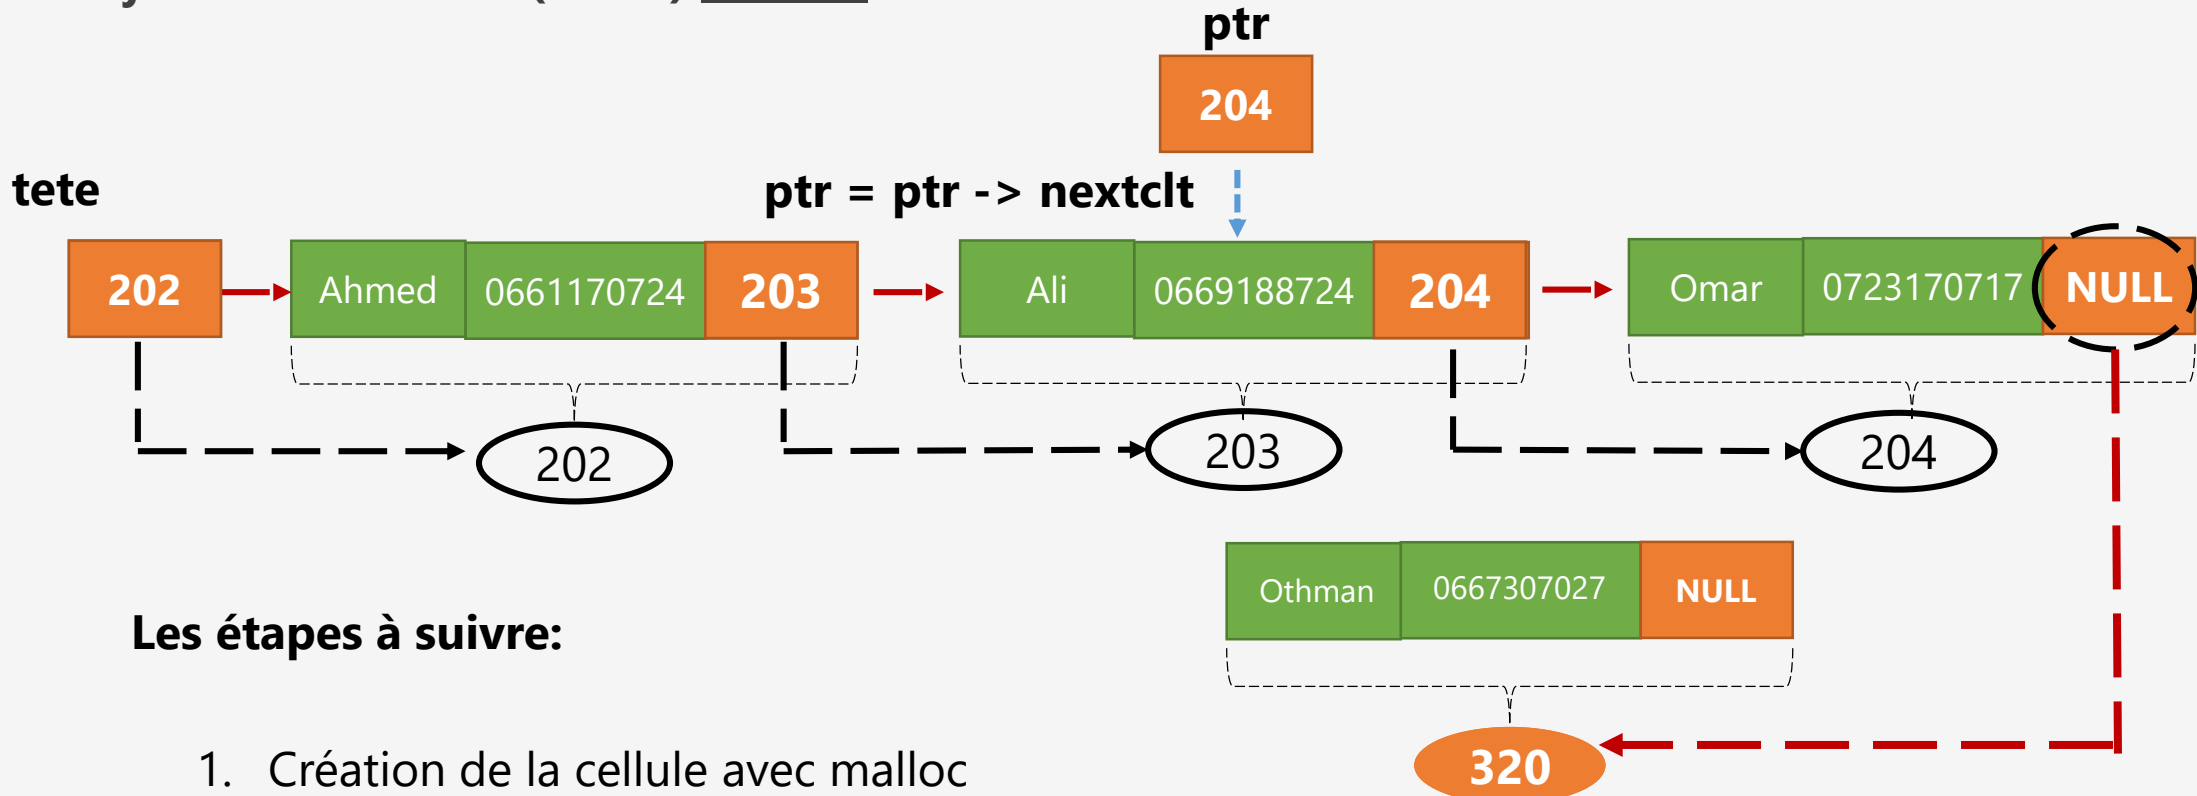 ptr
204
tete
ptr = ptr -> nextclt
202 Ahmed 0661170724 203 Ali 0669188724 204 Omar 0723170717 NULL
202 203 204
Othman 0667307027 NULL
Les étapes à suivre:
320
1. Création de la cellule avec malloc